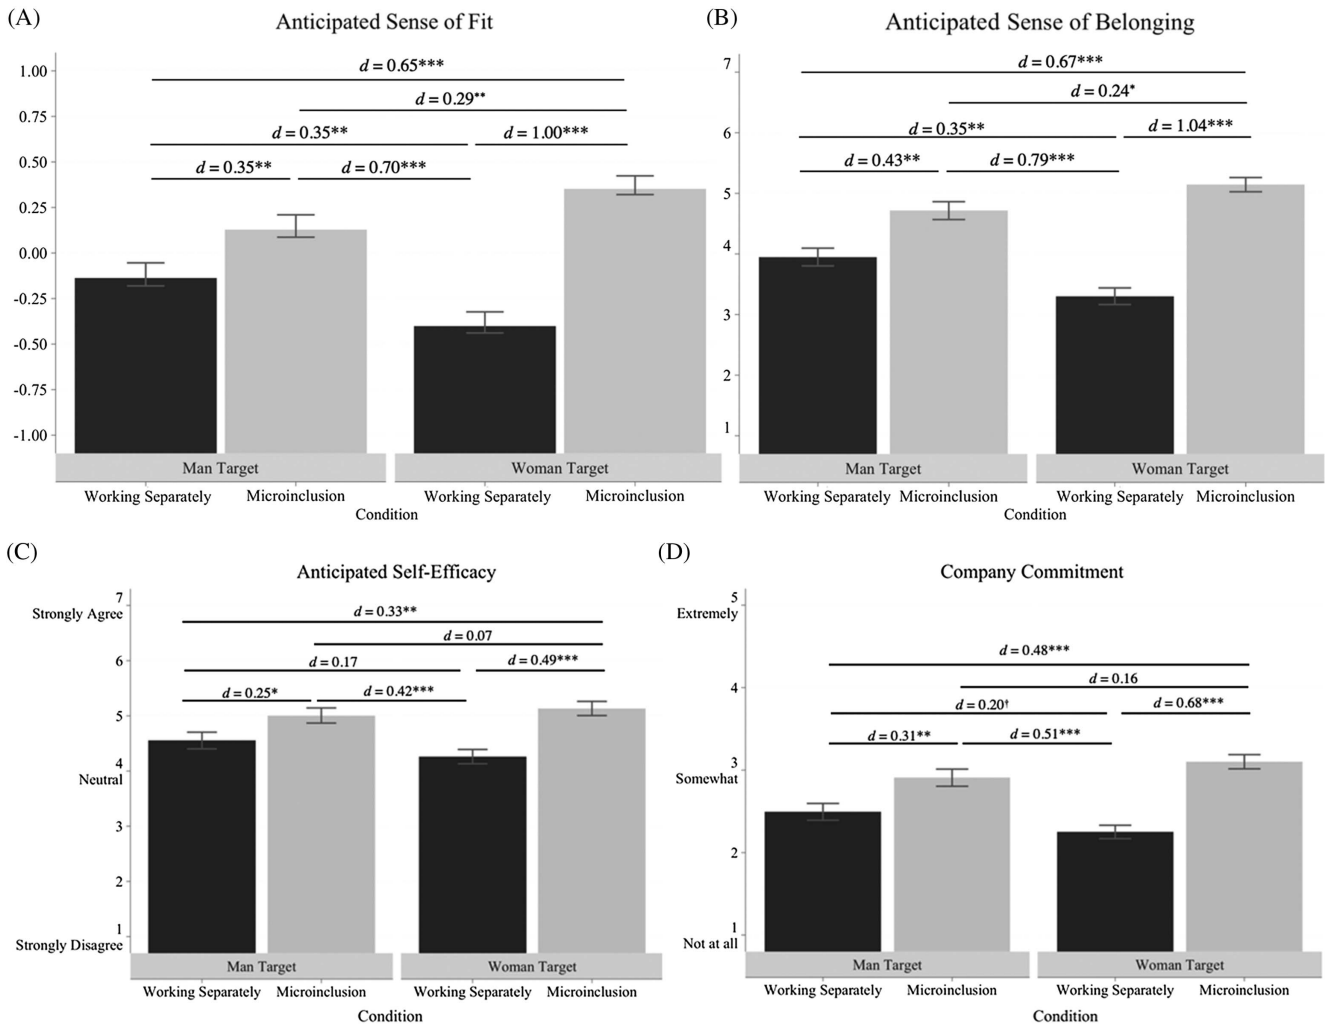 (A)
Anticipated Sense of Fit
d = 0.65***
d = 0.29**
d = 0.35**
d = 1.00***
d = 0.35**
d = 0.70***
1.00
0.75
0.50
0.25
0.00
-0.25
-0.50
-0.75
-1.00
Man Target
Woman Target
Working Separately
Microinclusion
Working Separately
Microinclusion
Condition
(B)
Anticipated Sense of Belonging
d = 0.67***
d = 0.24*
d = 0.35**
d = 1.04***
d = 0.43**
d = 0.79***
7
6
5
4
3
2
1
Man Target
Woman Target
Working Separately
Microinclusion
Working Separately
Microinclusion
Condition
(C)
Anticipated Self-Efficacy
d = 0.33**
d = 0.07
d = 0.17
d = 0.49***
d = 0.25*
d = 0.42***
7
Strongly Agree
6
5
4
Neutral
3
2
1
Strongly Disagree
Man Target
Woman Target
Working Separately
Microinclusion
Working Separately
Microinclusion
Condition
(D)
Company Commitment
d = 0.48***
d = 0.16
d = 0.20†
d = 0.68***
d = 0.31**
d = 0.51***
5
Extremely
4
3
Somewhat
2
1
Not at all
Man Target
Woman Target
Working Separately
Microinclusion
Working Separately
Microinclusion
Condition